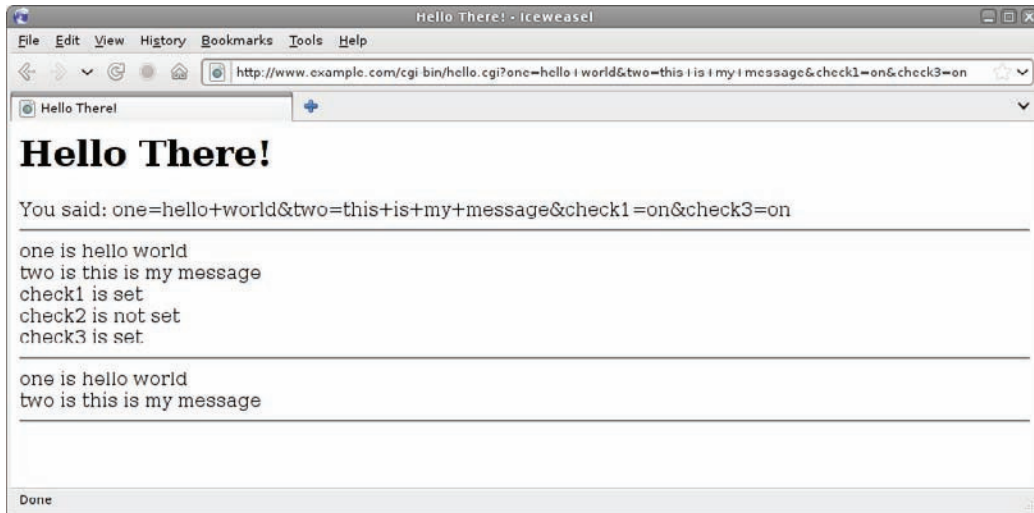 Hello There! - Iceweasel
File Edit View History Bookmarks Tools Help
http://www.example.com/cgi-bin/hello.cgi?one=hello+world&two=this+is+my+message&check1=on&check3=on
Hello There!
Hello There!
You said: one=hello+world&two=this+is+my+message&check1=on&check3=on
one is hello world
two is this is my message
check1 is set
check2 is not set
check3 is set
one is hello world
two is this is my message
Done